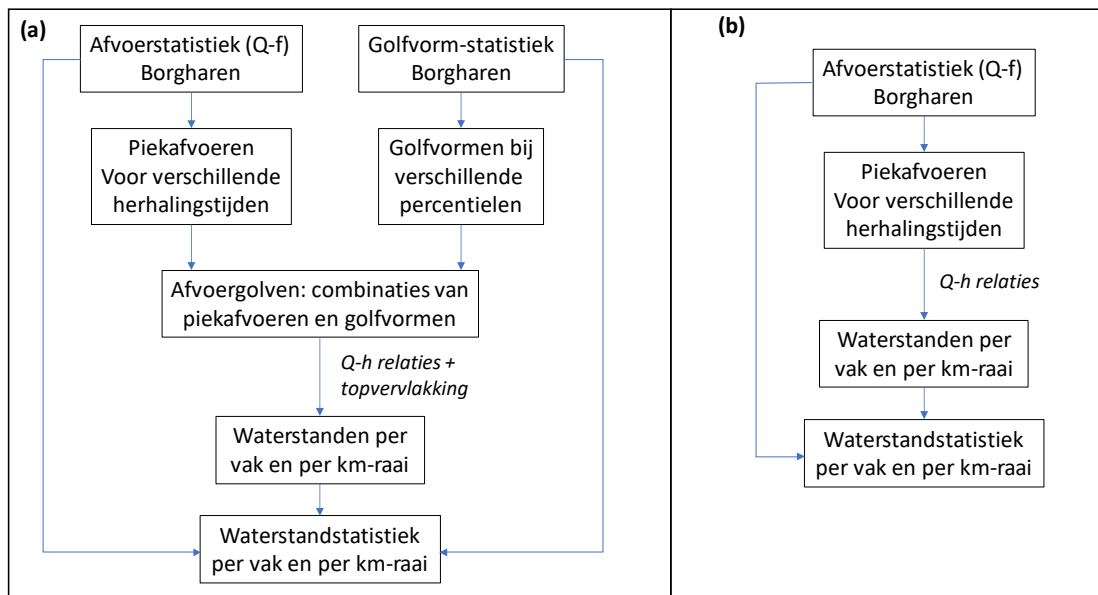 (a)
Afvoerstatistiek (Q-f)
Borgharen
Golfvorm-statistiek
Borgharen
Piekafvoeren
Voor verschillende
herhalingstijden
Golfvormen bij
verschillende
percentielen
Afvoergolven: combinaties van
piekafvoeren en golfvormen
Q-h relaties +
topvervlakking
Waterstanden per
vak en per km-raai
Waterstandstatistiek
per vak en per km-raai
(b)
Afvoerstatistiek (Q-f)
Borgharen
Piekafvoeren
Voor verschillende
herhalingstijden
Q-h relaties
Waterstanden per
vak en per km-raai
Waterstandstatistiek
per vak en per km-raai